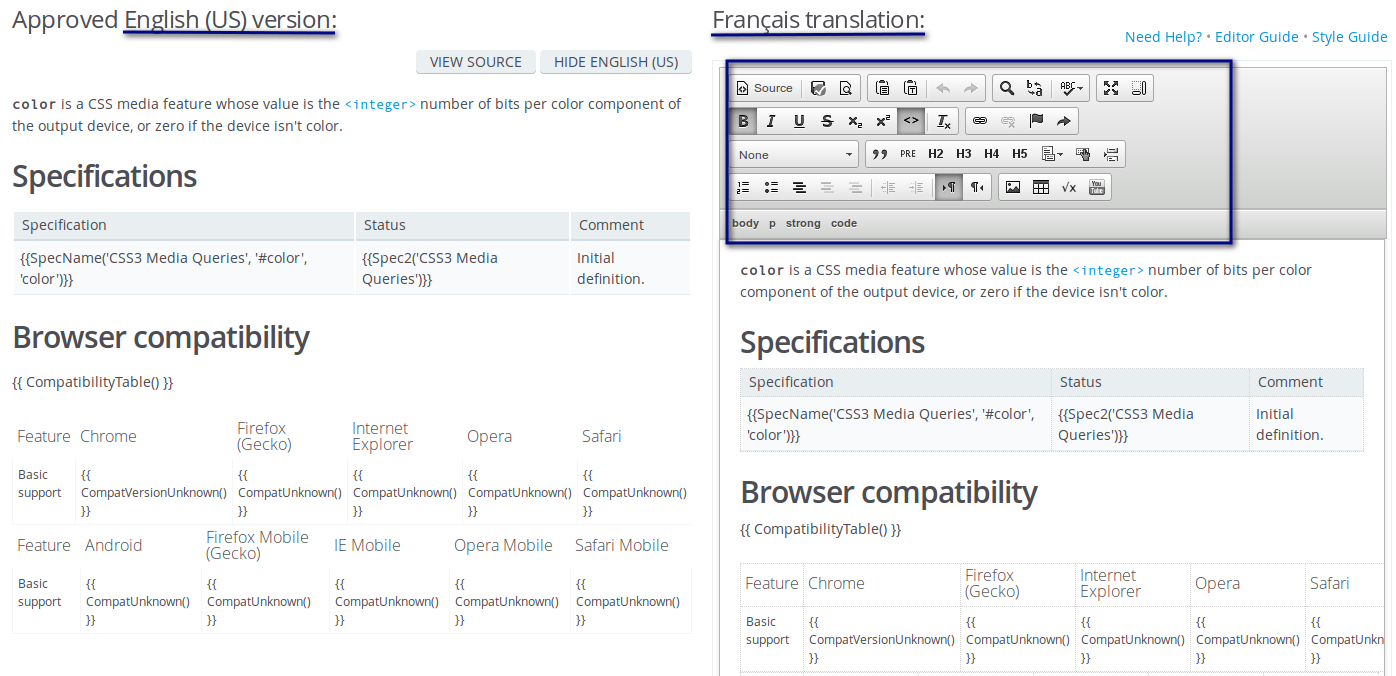 Approved English (US) version:
VIEW SOURCE
HIDE ENGLISH (US)
color is a CSS media feature whose value is the <integer> number of bits per color component of
the output device, or zero if the device isn't color.
Specifications
Specification Status Comment
{{SpecName('CSS3 Media Queries', '#color', {{Spec2('CSS3 Media Initial
'color')}} Queries')}} definition.
Browser compatibility
{{ CompatibilityTable() }}
Feature Chrome Firefox (Gecko) Internet Explorer Opera Safari
Basic {{ {{ {{ {{ {{
support CompatVersionUnknown() CompatUnknown() CompatUnknown() CompatUnknown() CompatUnknown()
}} }} }} }} }}
Feature Android Firefox Mobile (Gecko) IE Mobile Opera Mobile Safari Mobile
Basic {{ {{ {{ {{ {{
support CompatUnknown() CompatUnknown() CompatUnknown() CompatUnknown() CompatUnknown()
}} }} }} }} }}
Français translation:
Need Help? • Editor Guide • Style Guide
Source
ABC
B I U S x₂ x² <> Tx
None
PRE H2 H3 H4 H5
√x You Tube
body p strong code
color is a CSS media feature whose value is the <integer> number of bits per color
component of the output device, or zero if the device isn't color.
Specifications
Specification Status Comment
{{SpecName('CSS3 Media Queries', '#color', {{Spec2('CSS3 Media Initial
'color')}} Queries')}} definition.
Browser compatibility
{{ CompatibilityTable() }}
Feature Chrome Firefox (Gecko) Internet Explorer Opera Safari
Basic {{ {{ {{ {{ {{
support CompatVersionUnknown() CompatUnknown() CompatUnknown() CompatUnknown() CompatUnkn
}} }} }} }} }}